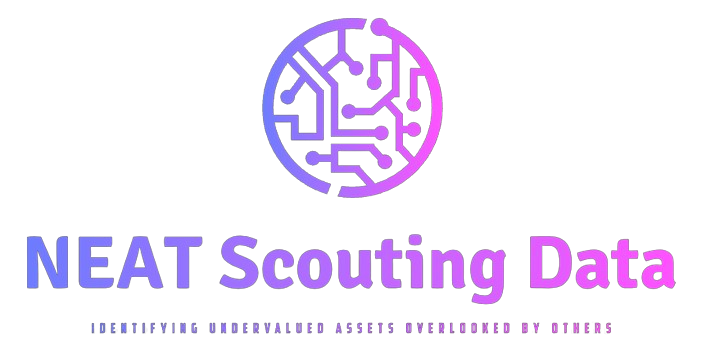 NEAT Scouting Data
IDENTIFYING UNDERVALUED ASSETS OVERLOOKED BY OTHERS